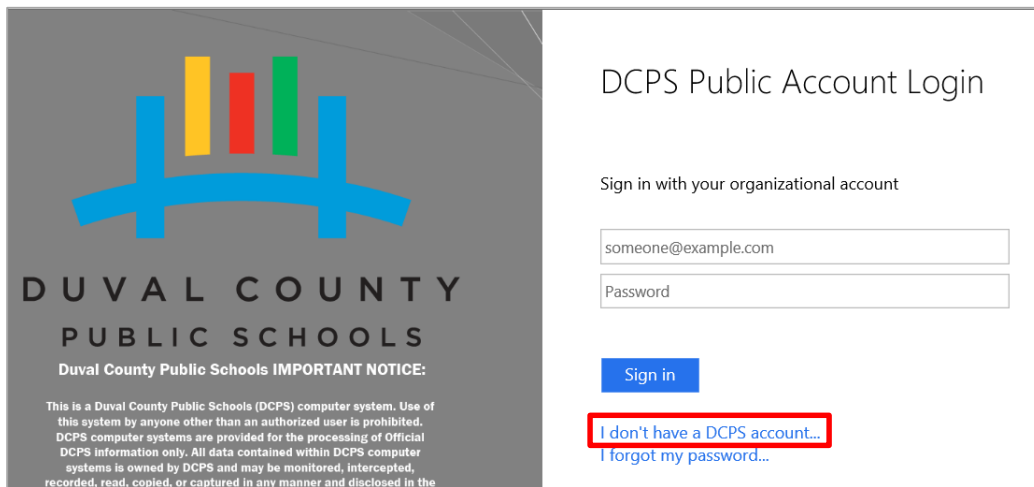 DUVAL COUNTY
PUBLIC SCHOOLS
Duval County Public Schools IMPORTANT NOTICE:
This is a Duval County Public Schools (DCPS) computer system. Use of
this system by anyone other than an authorized user is prohibited.
DCPS computer systems are provided for the processing of Official
DCPS information only. All data contained within DCPS computer
systems is owned by DCPS and may be monitored, intercepted,
recorded, read, copied, or captured in any manner and disclosed in the
DCPS Public Account Login
Sign in with your organizational account
someone@example.com
Password
Sign in
I don't have a DCPS account...
I forgot my password...